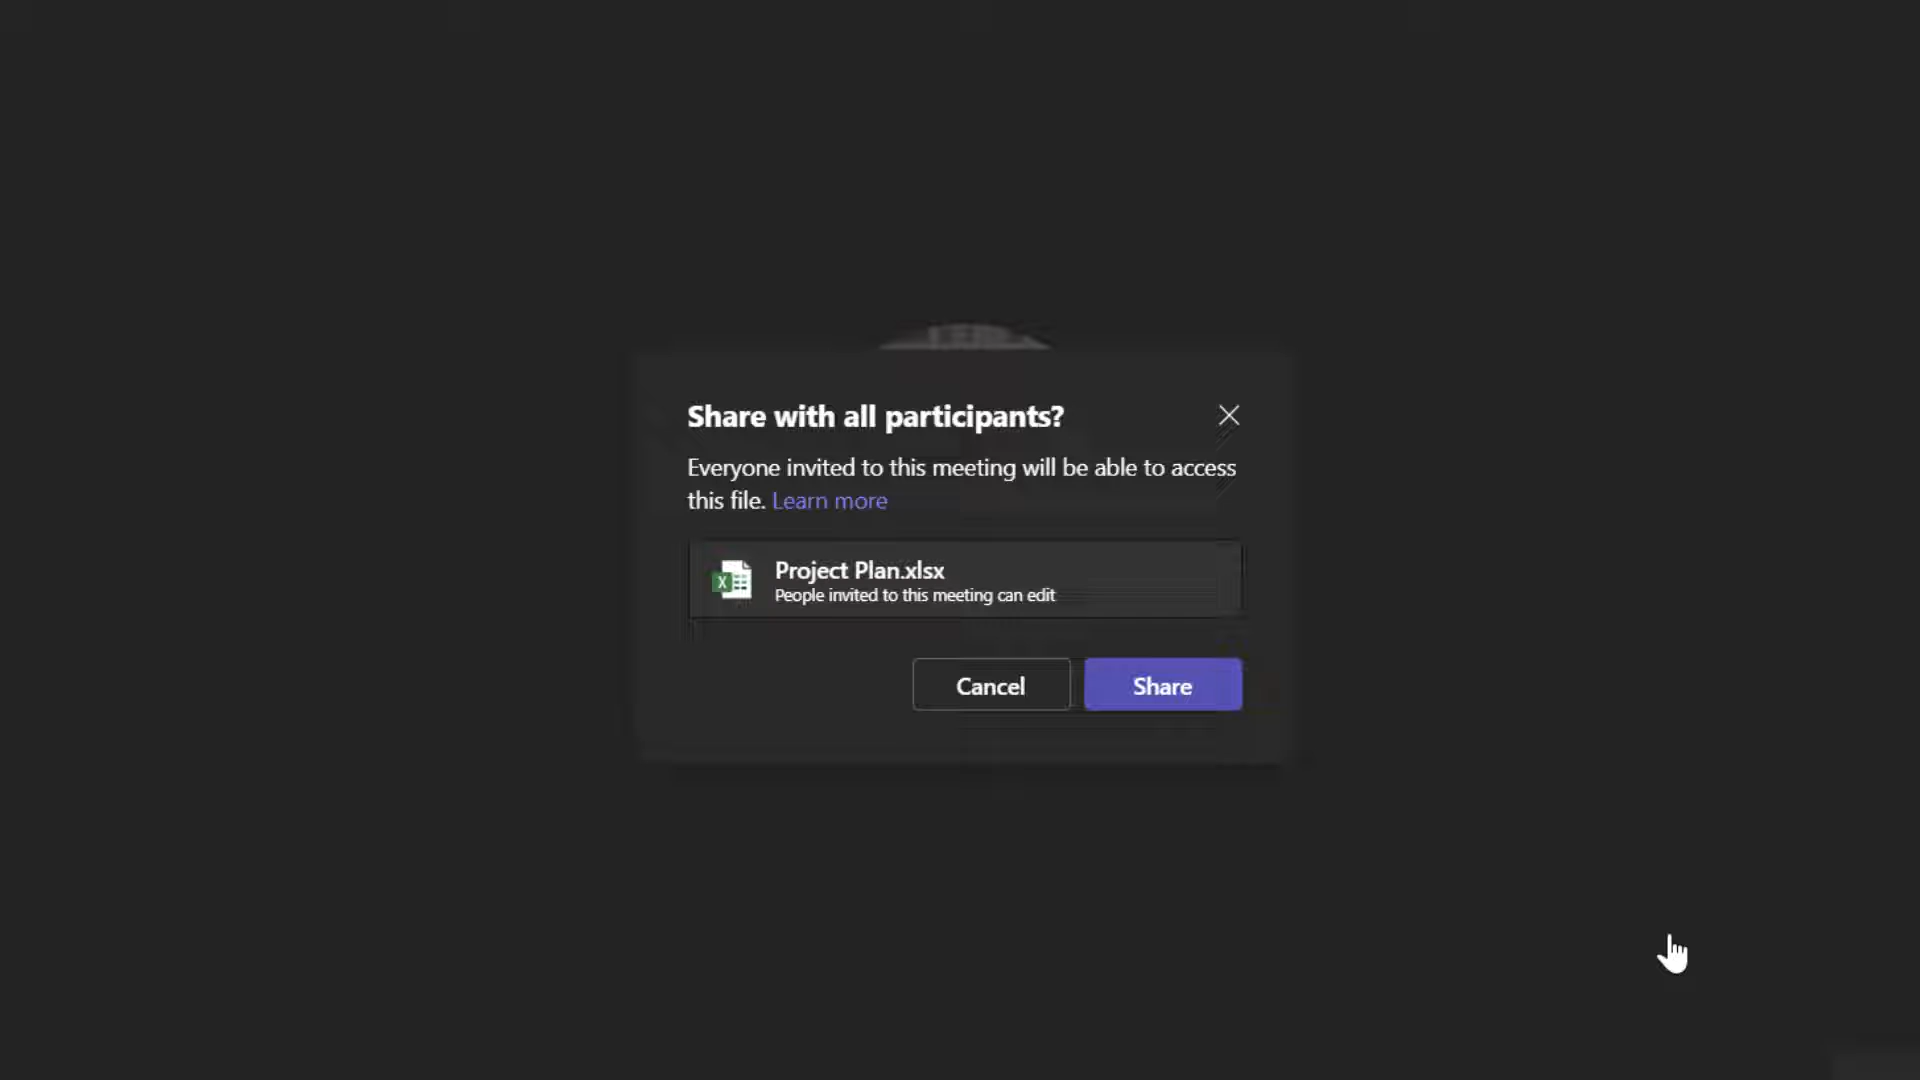 Share with all participants?
Everyone invited to this meeting will be able to access
this file. Learn more
X
Project Plan.xlsx
People invited to this meeting can edit
Cancel
Share